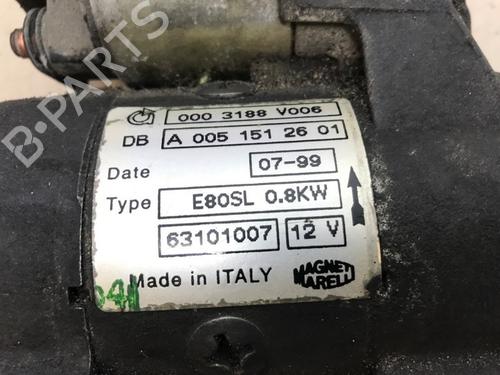 000 3188 V006
DB A 005 151 26 01
Date 07-99
Type E80SL 0.8KW
63101007 12 V
Made in ITALY
MAGNETI
MARELLI
041
B-PARTS